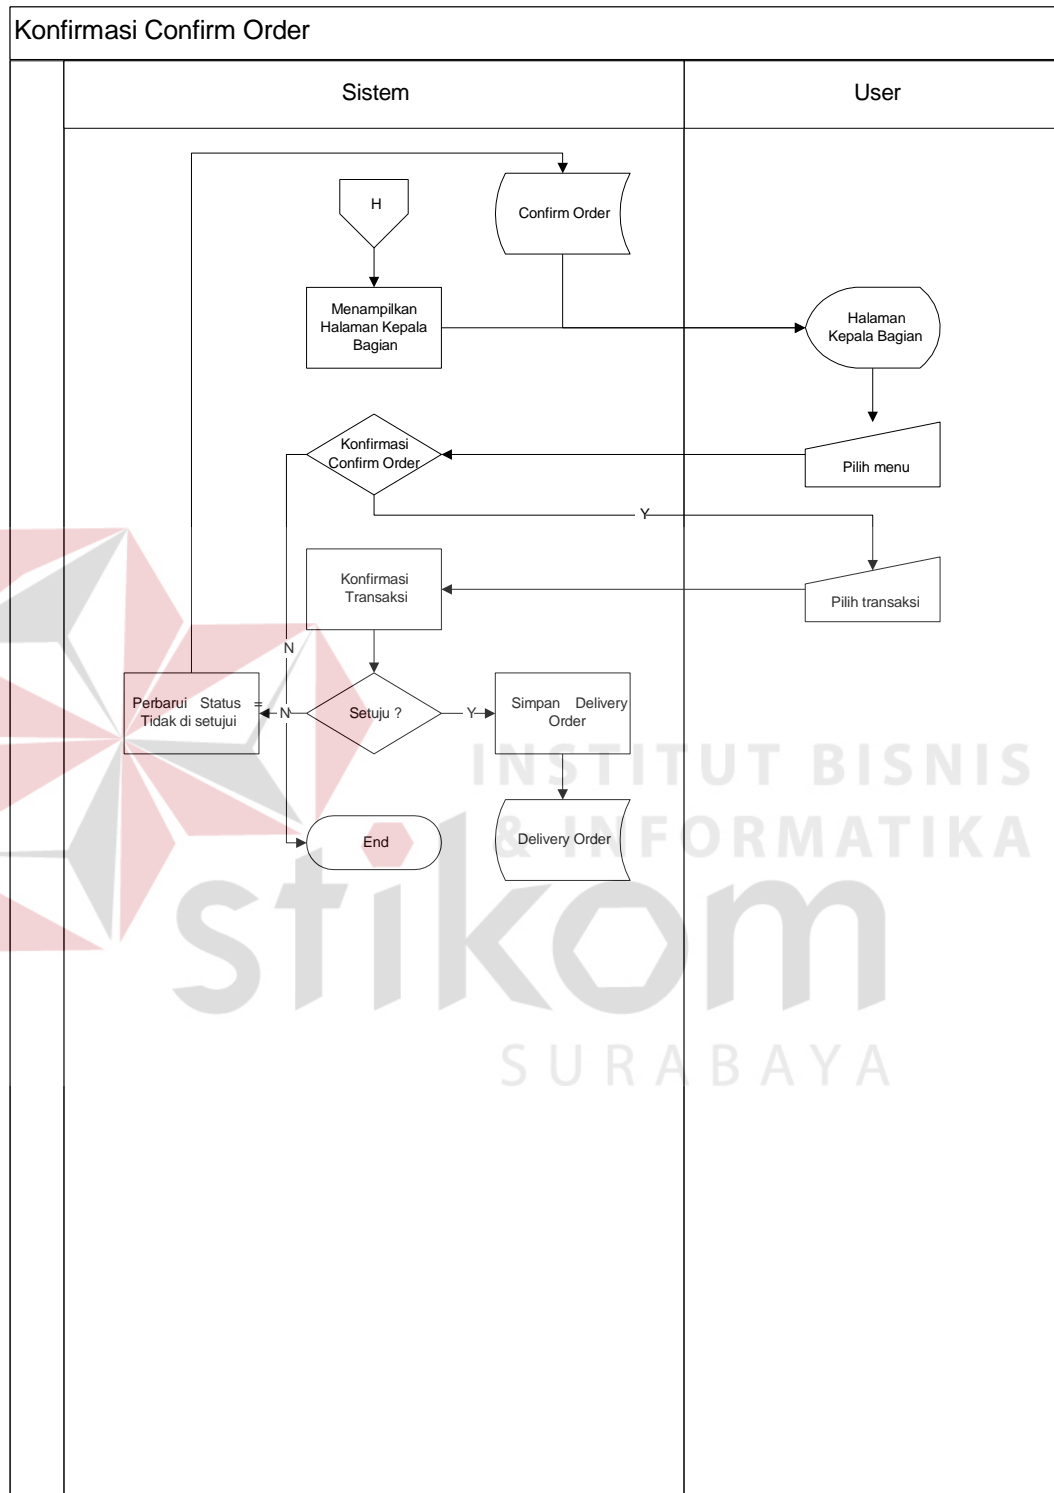 Konfirmasi Confirm Order
Sistem
User
H
Confirm Order
Menampilkan
Halaman Kepala
Bagian
Halaman
Kepala Bagian
Konfirmasi
Confirm Order
Pilih menu
Y
Konfirmasi
Transaksi
Pilih transaksi
N
Perbarui Status =
Tidak di setujui
N
Setuju ?
Y
Simpan Delivery
Order
End
Delivery Order
INSTITUT BISNIS
& INFORMATIKA
stikom
SURABAYA